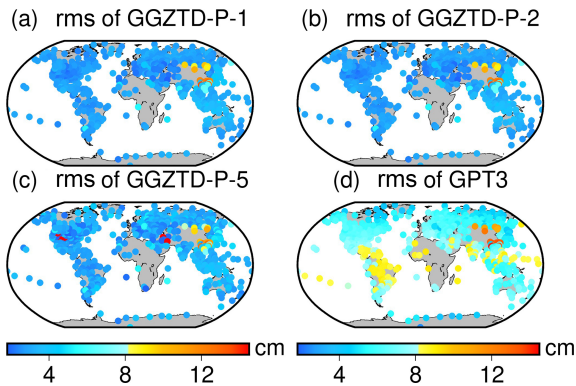 (a) rms of GGZTD-P-1
(b) rms of GGZTD-P-2
(c) rms of GGZTD-P-5
(d) rms of GPT3
4 8 12 cm
4 8 12 cm